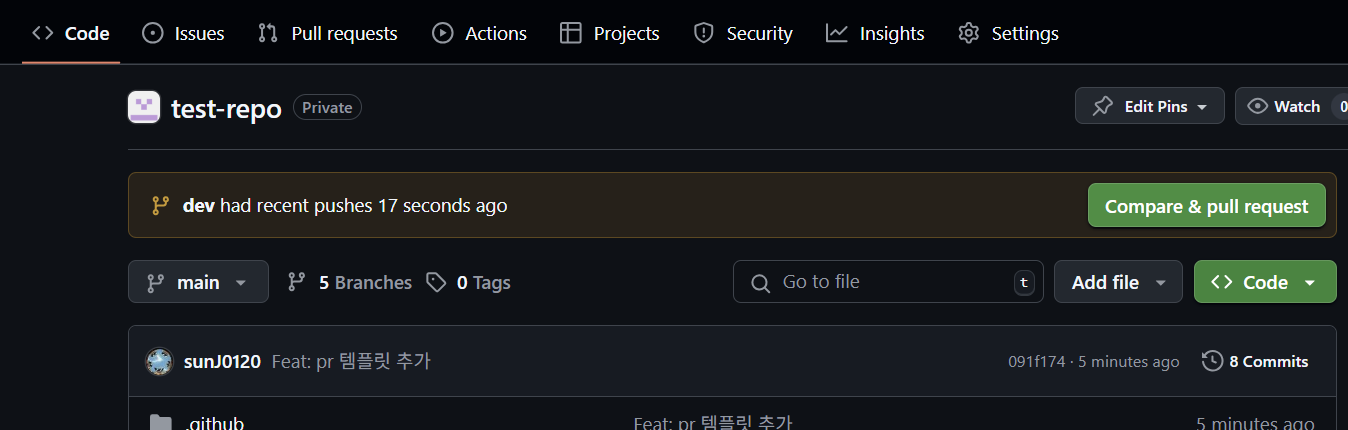 Code Issues Pull requests Actions Projects Security Insights Settings
test-repo Private Edit Pins Watch 0
dev had recent pushes 17 seconds ago Compare & pull request
main 5 Branches 0 Tags Go to file t Add file Code
sunJ0120 Feat: pr 템플릿 추가 091f174 · 5 minutes ago 8 Commits
.github Feat: pr 템플릿 추가 5 minutes ago